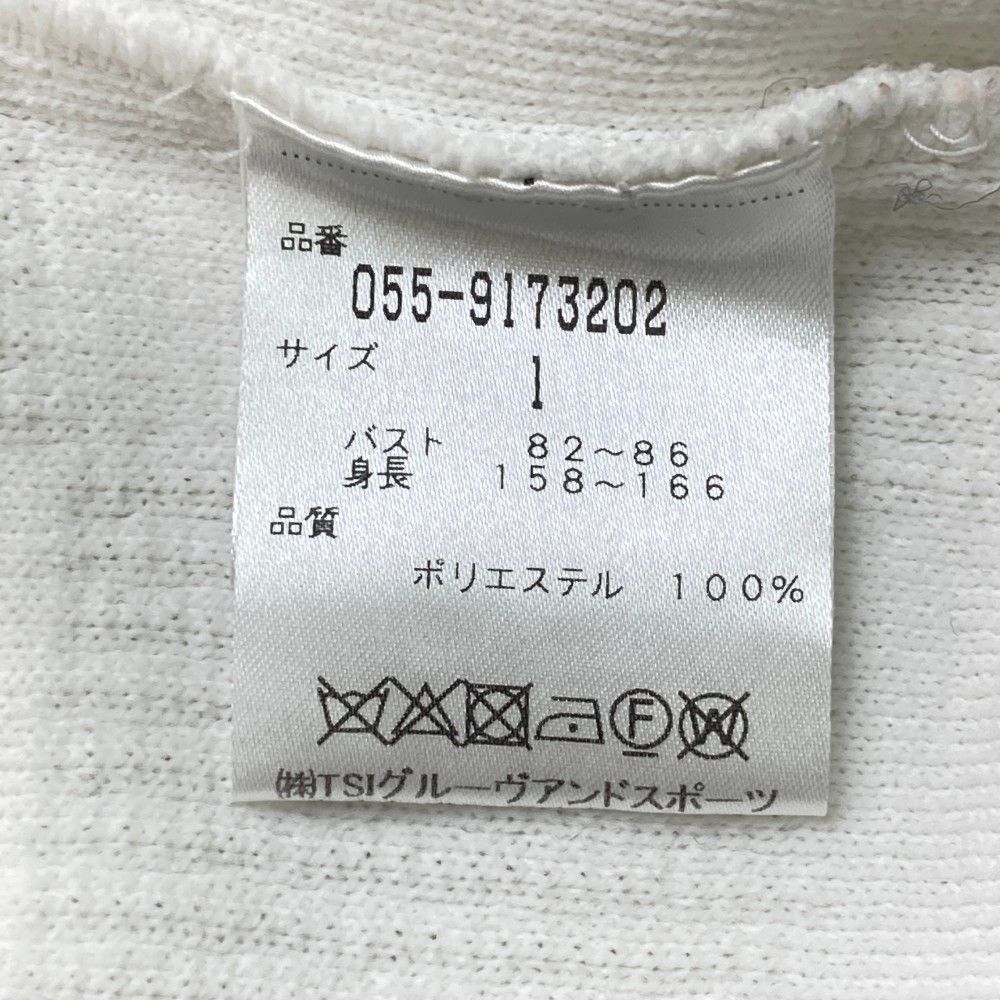 品番
055-9173202
サイズ
1
バスト 82～86
身長 158～166
品質
ポリエステル 100%
F W
㈱TSIグルーヴアンドスポーツ